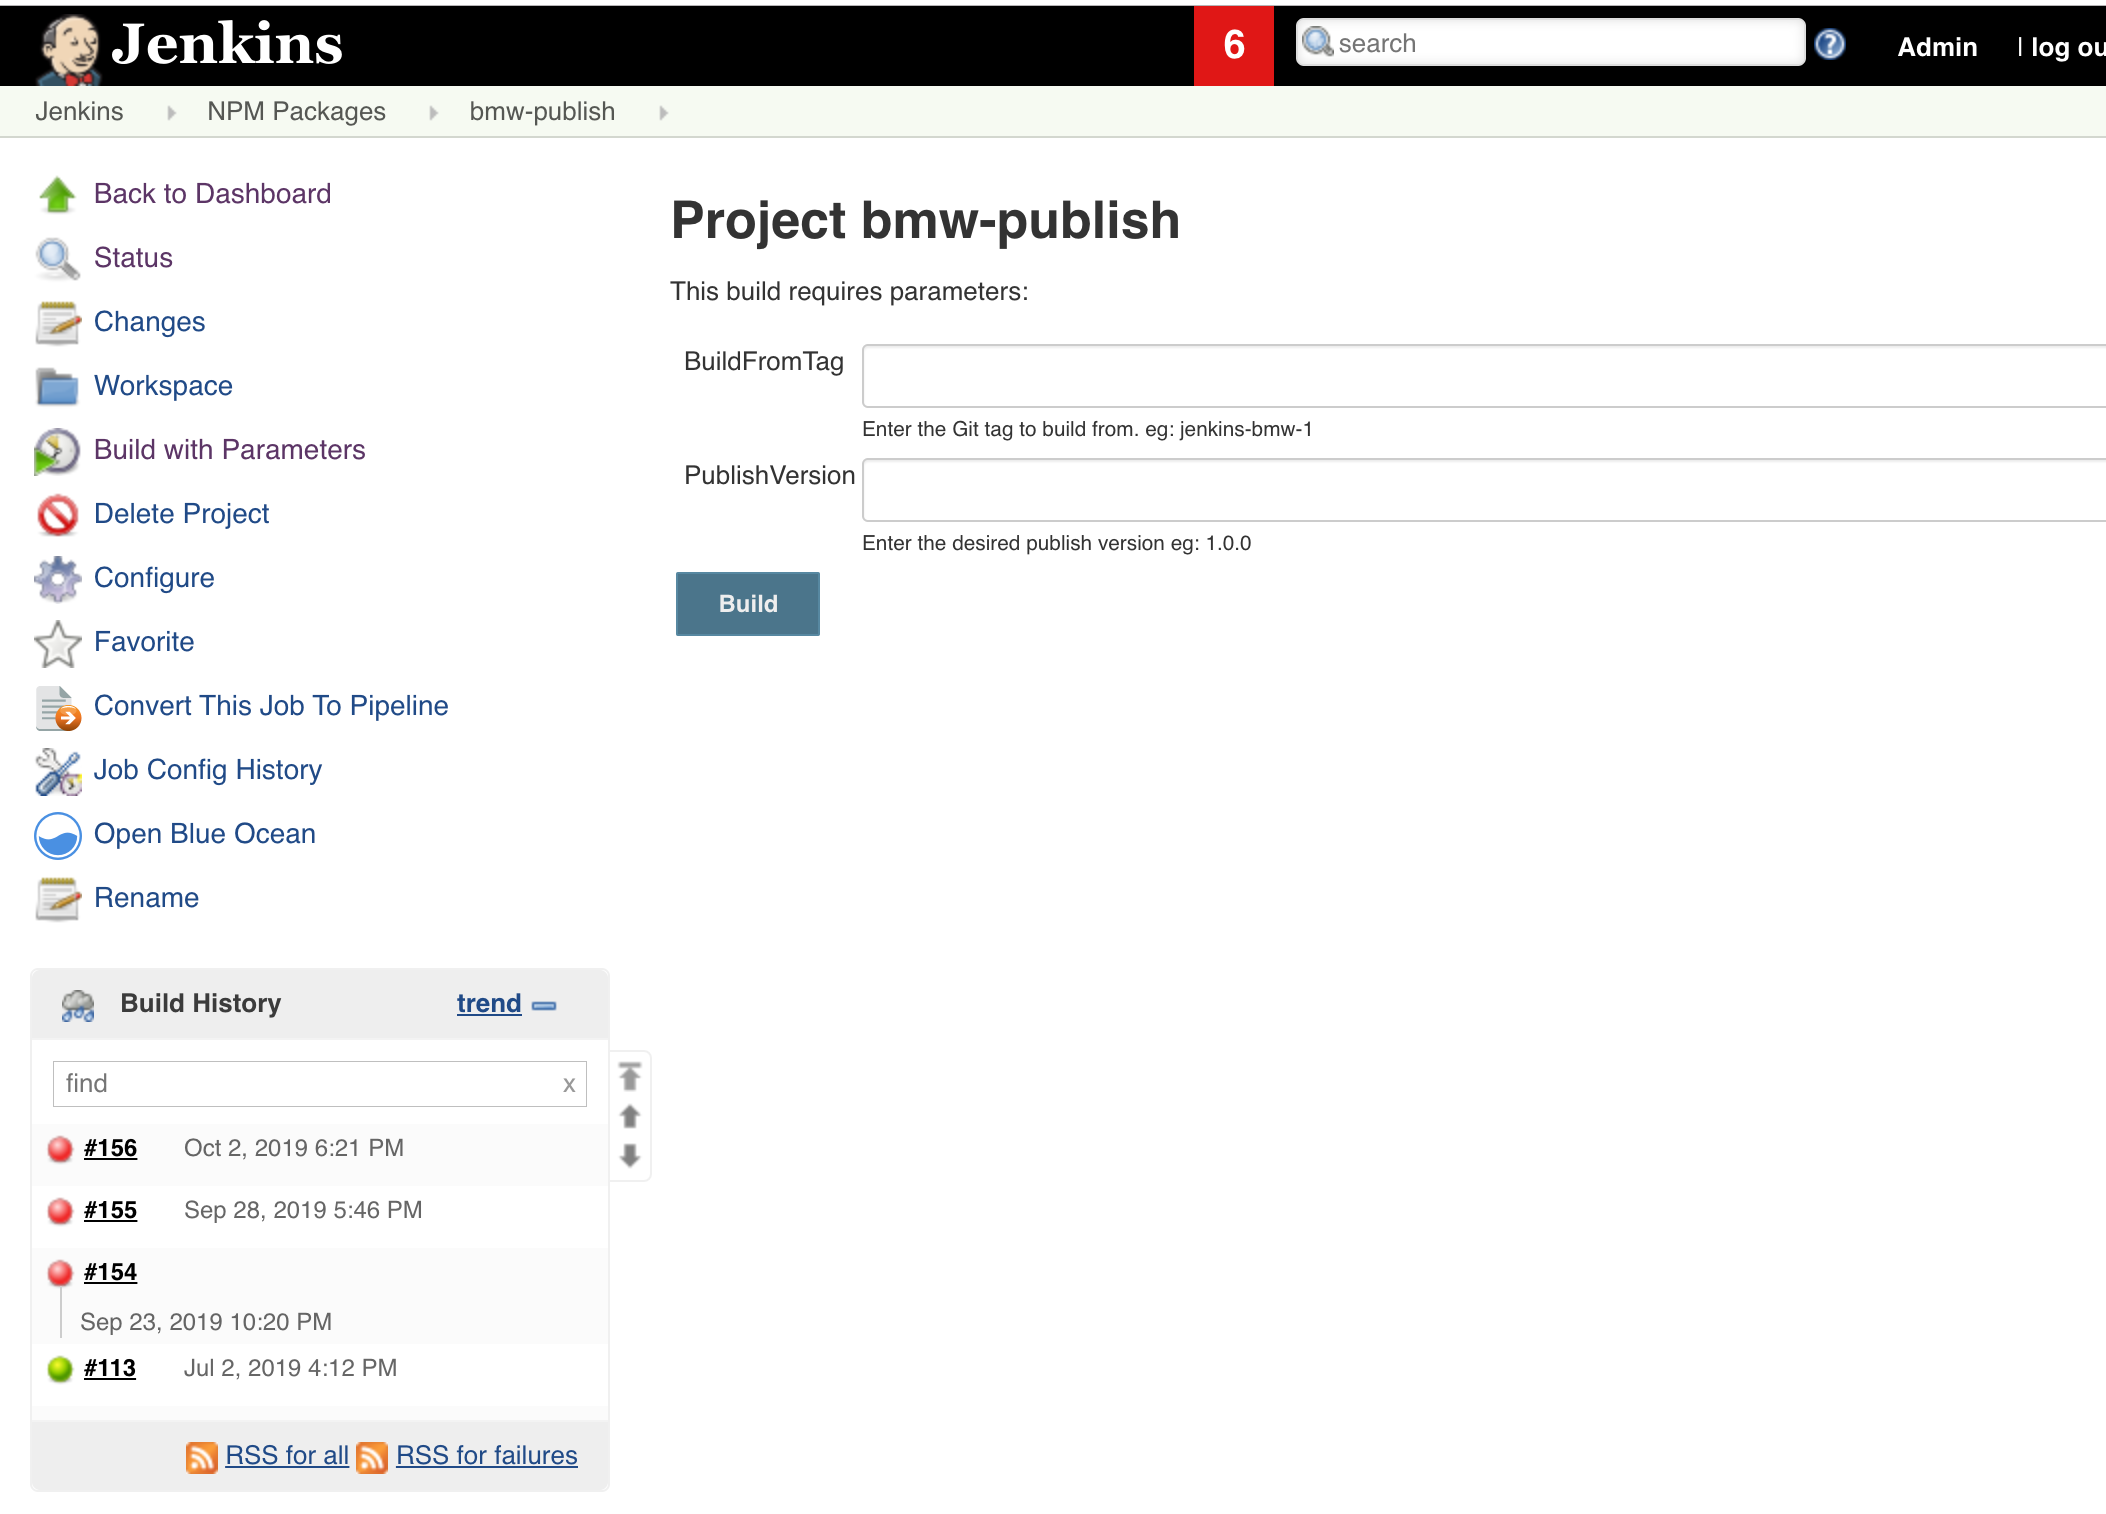 Jenkins
6
search
?
Admin
| log ou
Jenkins
NPM Packages
bmw-publish
Back to Dashboard
Status
Changes
Workspace
Build with Parameters
Delete Project
Configure
Favorite
Convert This Job To Pipeline
Job Config History
Open Blue Ocean
Rename
Project bmw-publish
This build requires parameters:
BuildFromTag
Enter the Git tag to build from. eg: jenkins-bmw-1
PublishVersion
Enter the desired publish version eg: 1.0.0
Build
Build History trend
find x
#156 Oct 2, 2019 6:21 PM
#155 Sep 28, 2019 5:46 PM
#154
Sep 23, 2019 10:20 PM
#113 Jul 2, 2019 4:12 PM
RSS for all RSS for failures